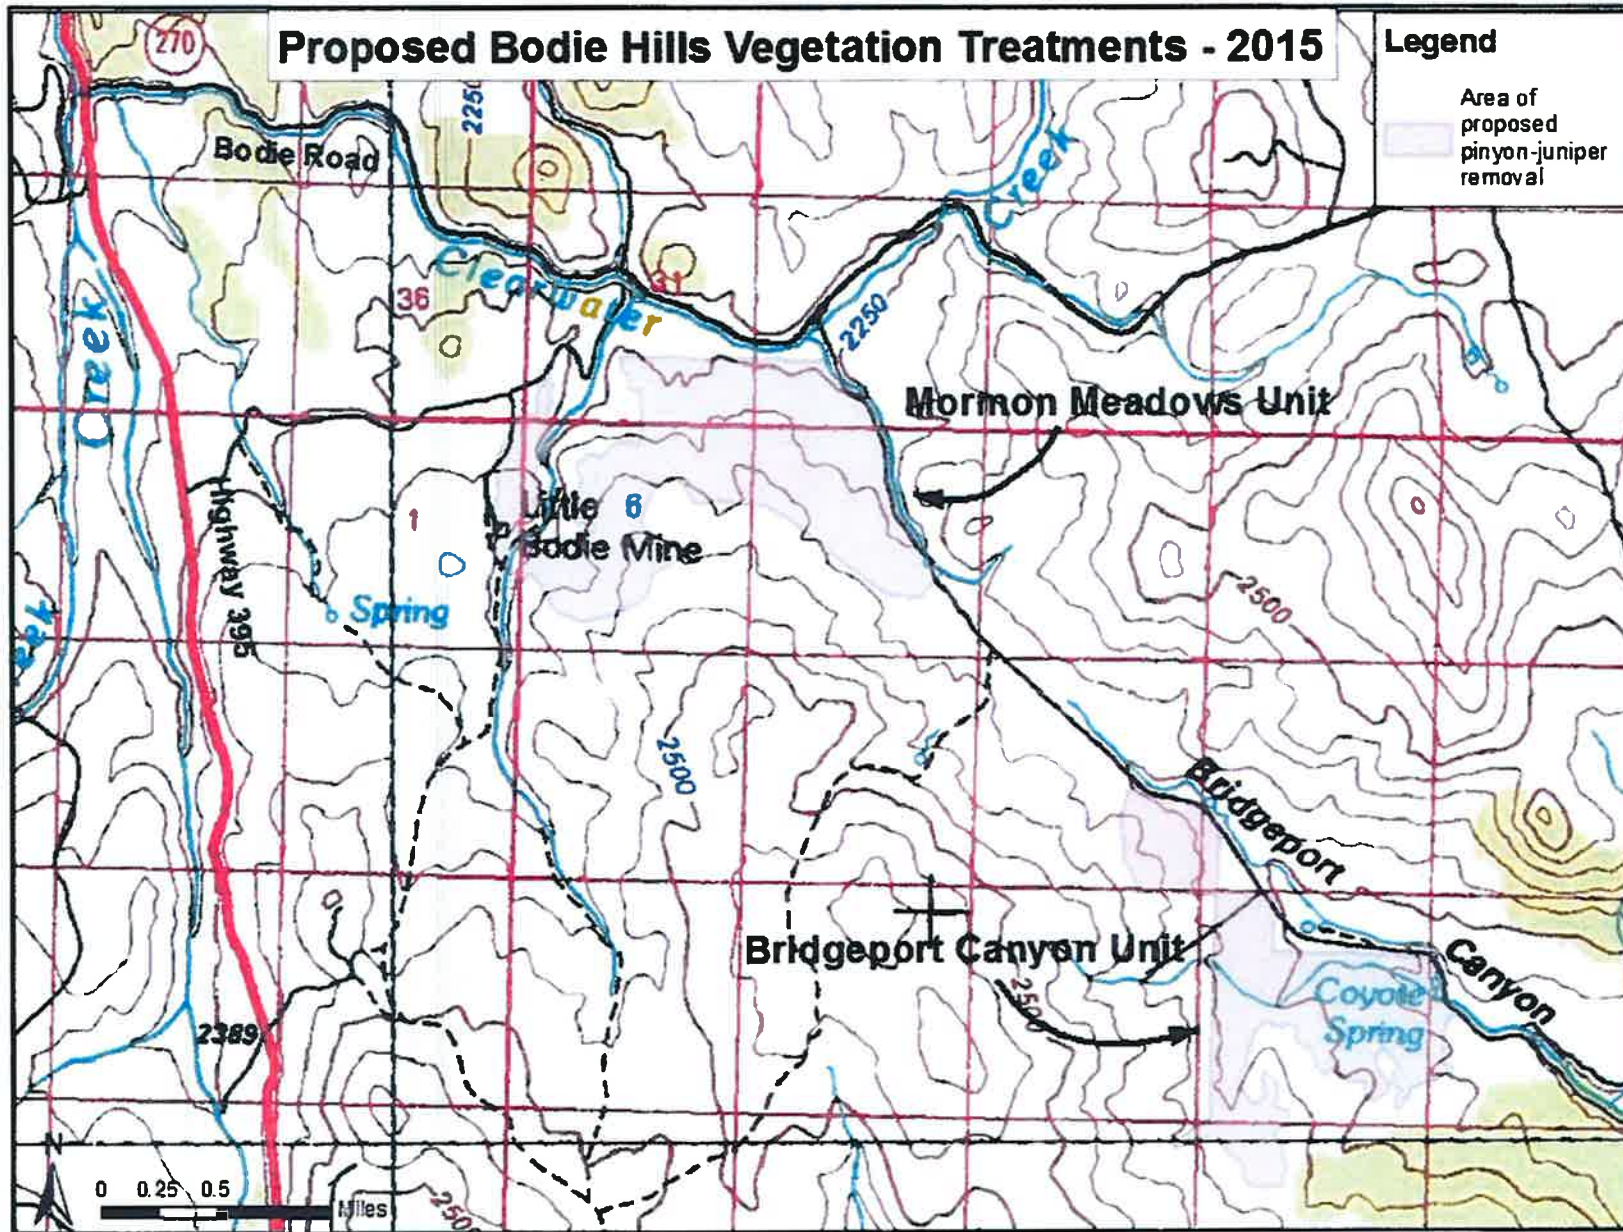 Proposed Bodie Hills Vegetation Treatments - 2015
Legend
Area of
proposed
pinyon-juniper
removal
270
2250
Bodie Road
Creek
Clearwater
36
31
2250
Creek
Mormon Meadows Unit
Highway 395
1
Little
Bodie Mine
6
Spring
2500
2500
Bridgeport
Canyon
Bridgeport Canyon Unit
2500
Coyote
Spring
2389
N
0 0.25 0.5
Miles
2500